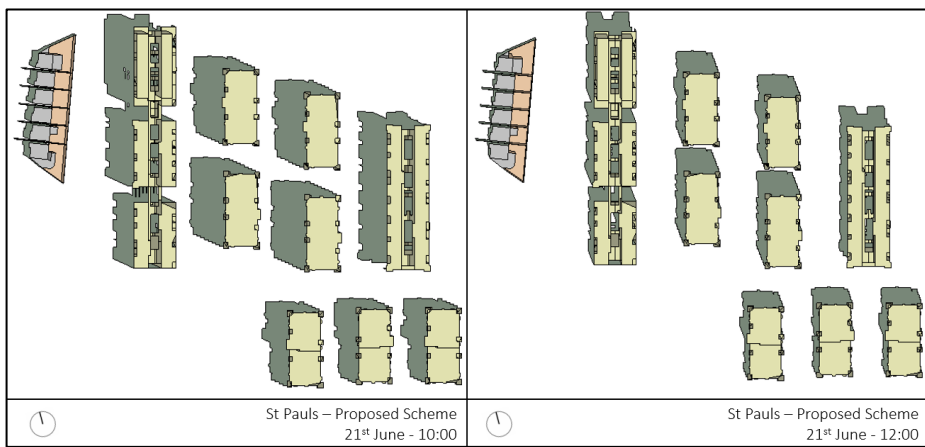 St Pauls – Proposed Scheme
21st June - 10:00
St Pauls – Proposed Scheme
21st June - 12:00